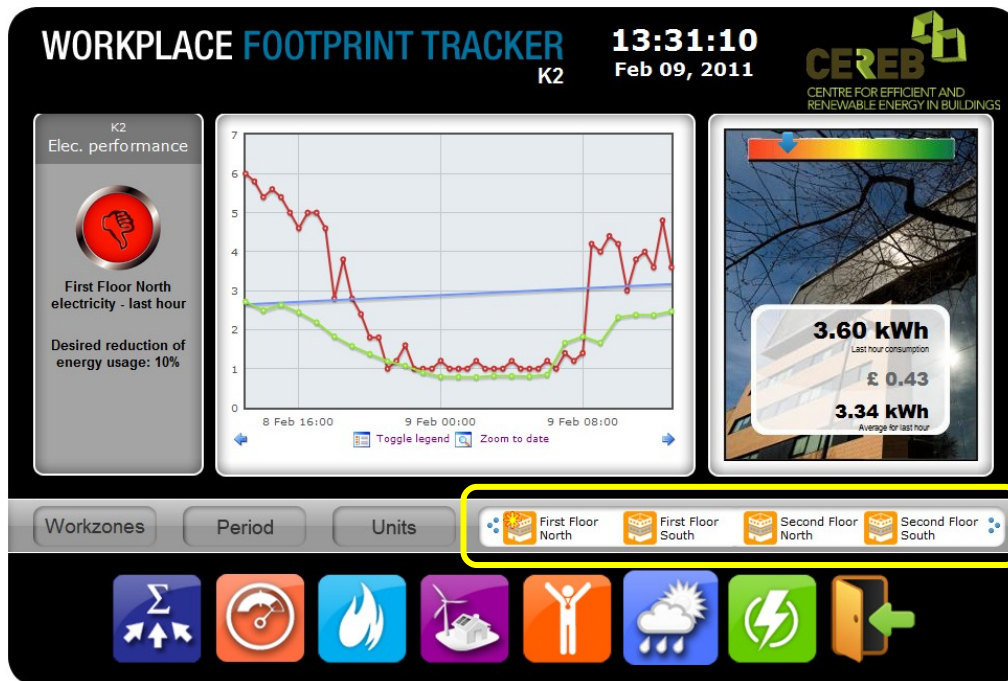 WORKPLACE FOOTPRINT TRACKER
K2
13:31:10
Feb 09, 2011
CEREB
CENTRE FOR EFFICIENT AND
RENEWABLE ENERGY IN BUILDINGS
K2
Elec. performance
First Floor North
electricity - last hour
Desired reduction of
energy usage: 10%
7
6
5
4
3
2
1
0
8 Feb 16:00
9 Feb 00:00
9 Feb 08:00
Toggle legend
Zoom to date
3.60 kWh
Last hour consumption
£ 0.43
3.34 kWh
Average for last hour
Workzones
Period
Units
First Floor
North
First Floor
South
Second Floor
North
Second Floor
South
Σ